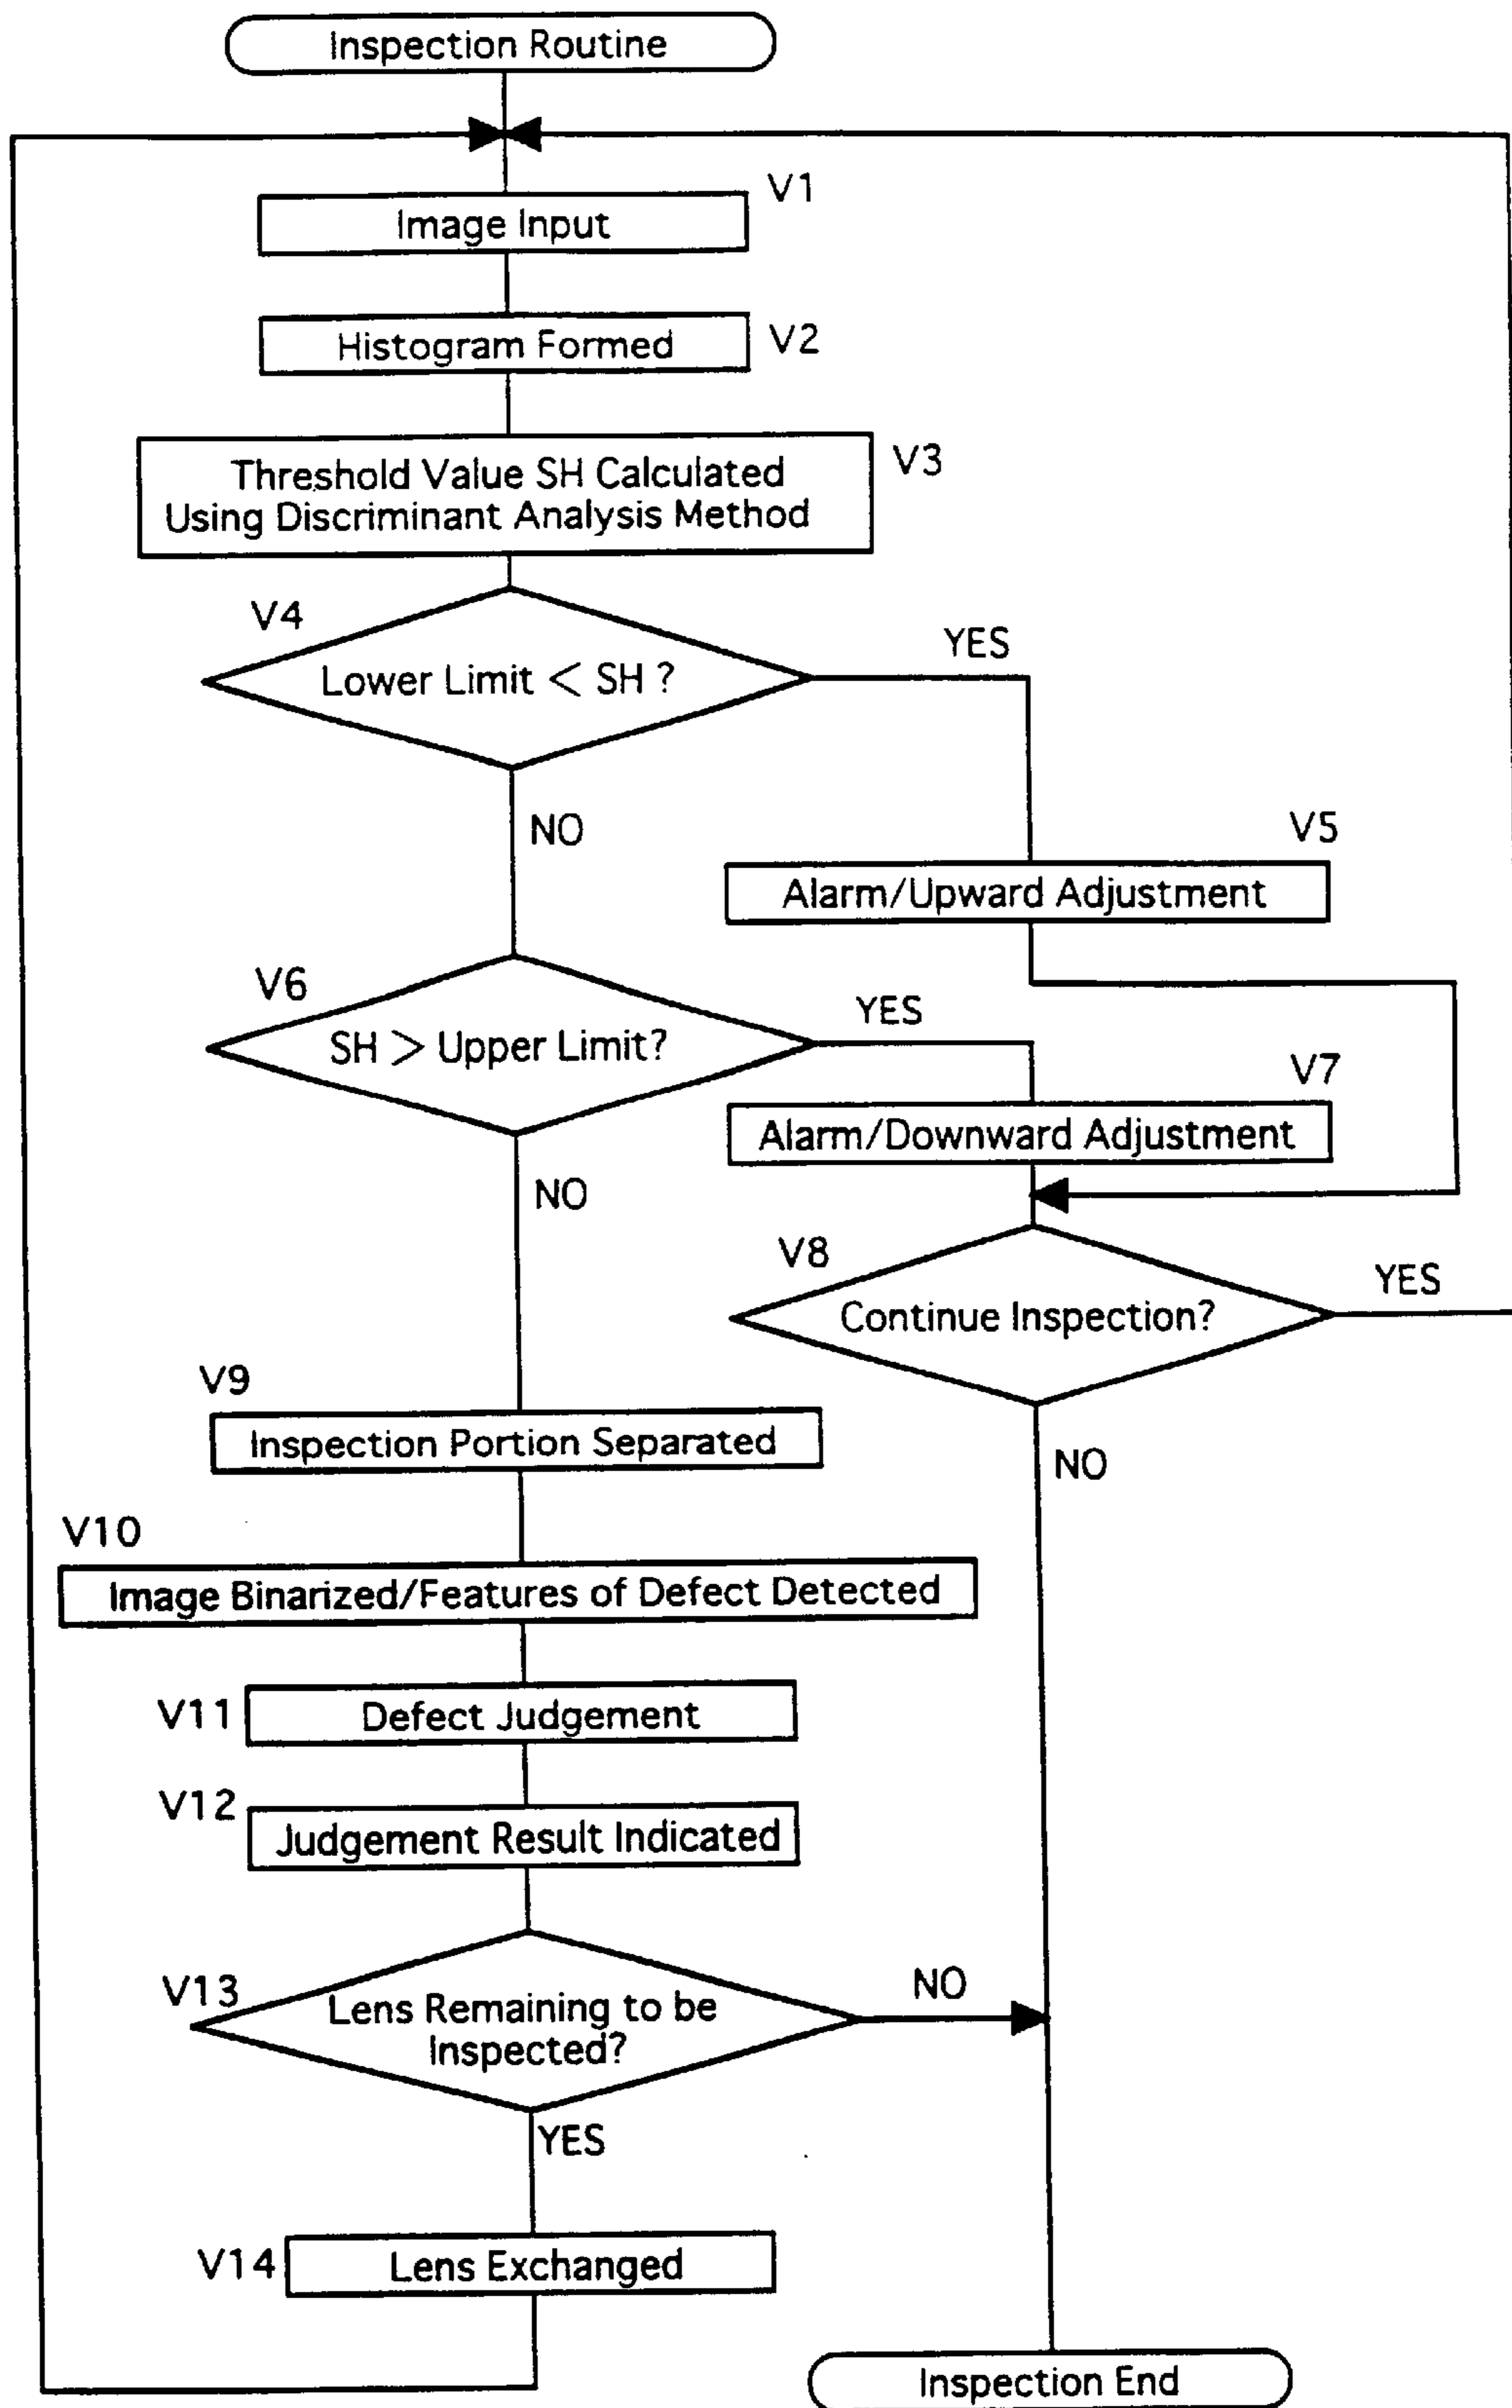 Inspection Routine
V1
Image Input
Histogram Formed
V2
Threshold Value SH Calculated
Using Discriminant Analysis Method
V3
V4
Lower Limit < SH ?
YES
NO
V5
Alarm/Upward Adjustment
V6
SH > Upper Limit?
YES
NO
V7
Alarm/Downward Adjustment
V8
Continue Inspection?
YES
NO
V9
Inspection Portion Separated
V10
Image Binarized/Features of Defect Detected
V11
Defect Judgement
V12
Judgement Result Indicated
V13
Lens Remaining to be
Inspected?
NO
YES
V14
Lens Exchanged
Inspection End